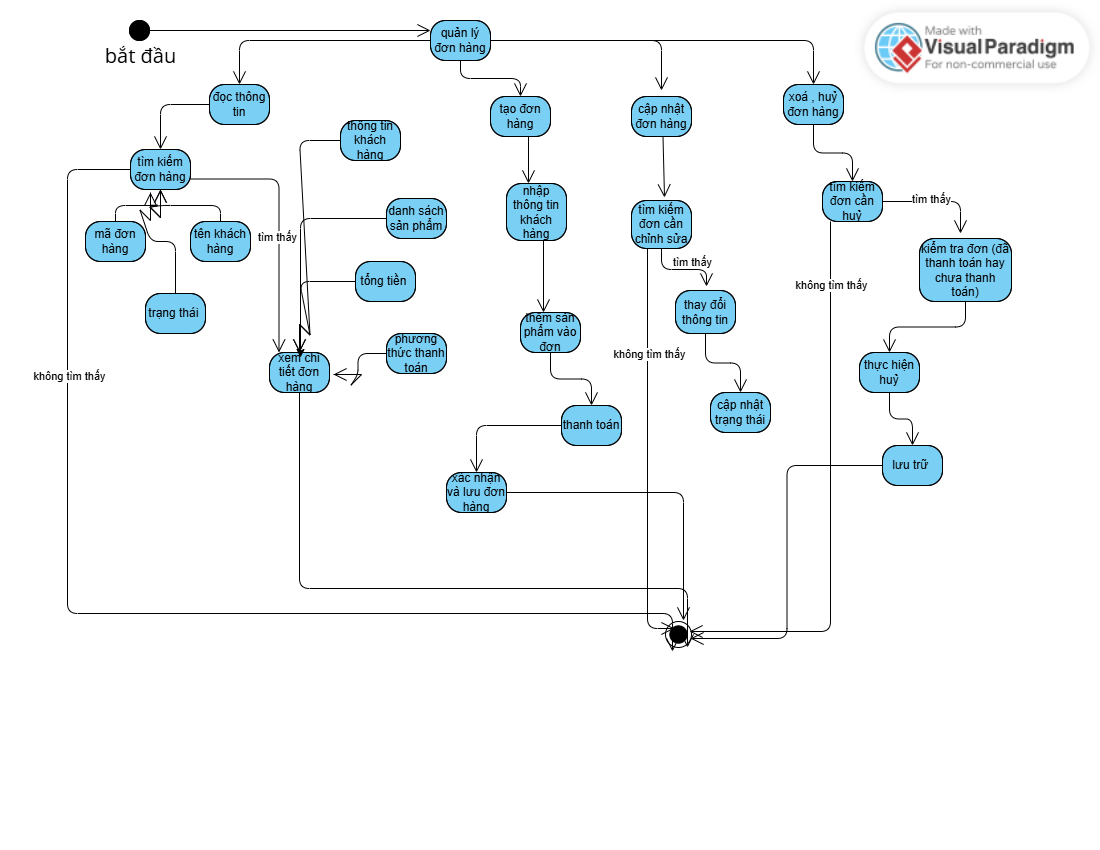 Made with
Visual Paradigm
For non-commercial use
bắt đầu
quản lý
đơn hàng
đọc thông
tin
tạo đơn
hàng
cập nhật
đơn hàng
xoá , huỷ
đơn hàng
thông tin
khách
hàng
tìm kiếm
đơn hàng
mã đơn
hàng
tên khách
hàng
tìm thấy
trạng thái
danh sách
sản phẩm
tổng tiền
phương
thức thanh
toán
xem chi
tiết đơn
hàng
không tìm thấy
nhập
thông tin
khách
hàng
thêm sản
phẩm vào
đơn
thanh toán
xác nhận
và lưu đơn
hàng
tìm kiếm
đơn cần
chỉnh sửa
tìm thấy
thay đổi
thông tin
không tìm thấy
cập nhật
trạng thái
tìm kiếm
đơn cần
huỷ
tìm thấy
không tìm thấy
kiểm tra đơn (đã
thanh toán hay
chưa thanh
toán)
thực hiện
huỷ
lưu trữ